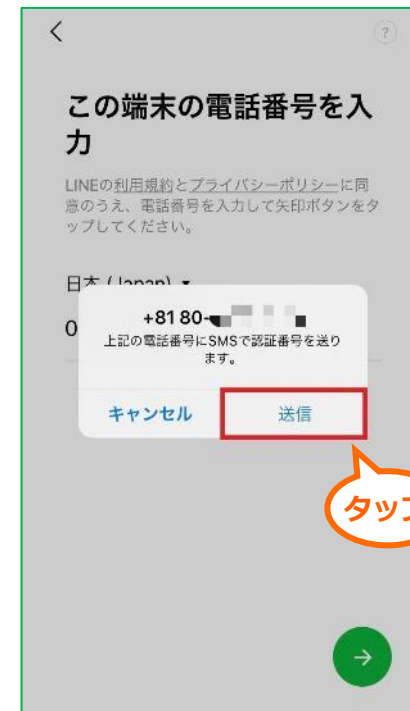 この端末の電話番号を入
力
LINEの利用規約とプライバシーポリシーに同
意のうえ、電話番号を入力して矢印ボタンをタ
ップしてください。
日本 (Japan)
0
+81 80-
上記の電話番号にSMSで認証番号を送り
ます。
キャンセル 送信
タップ